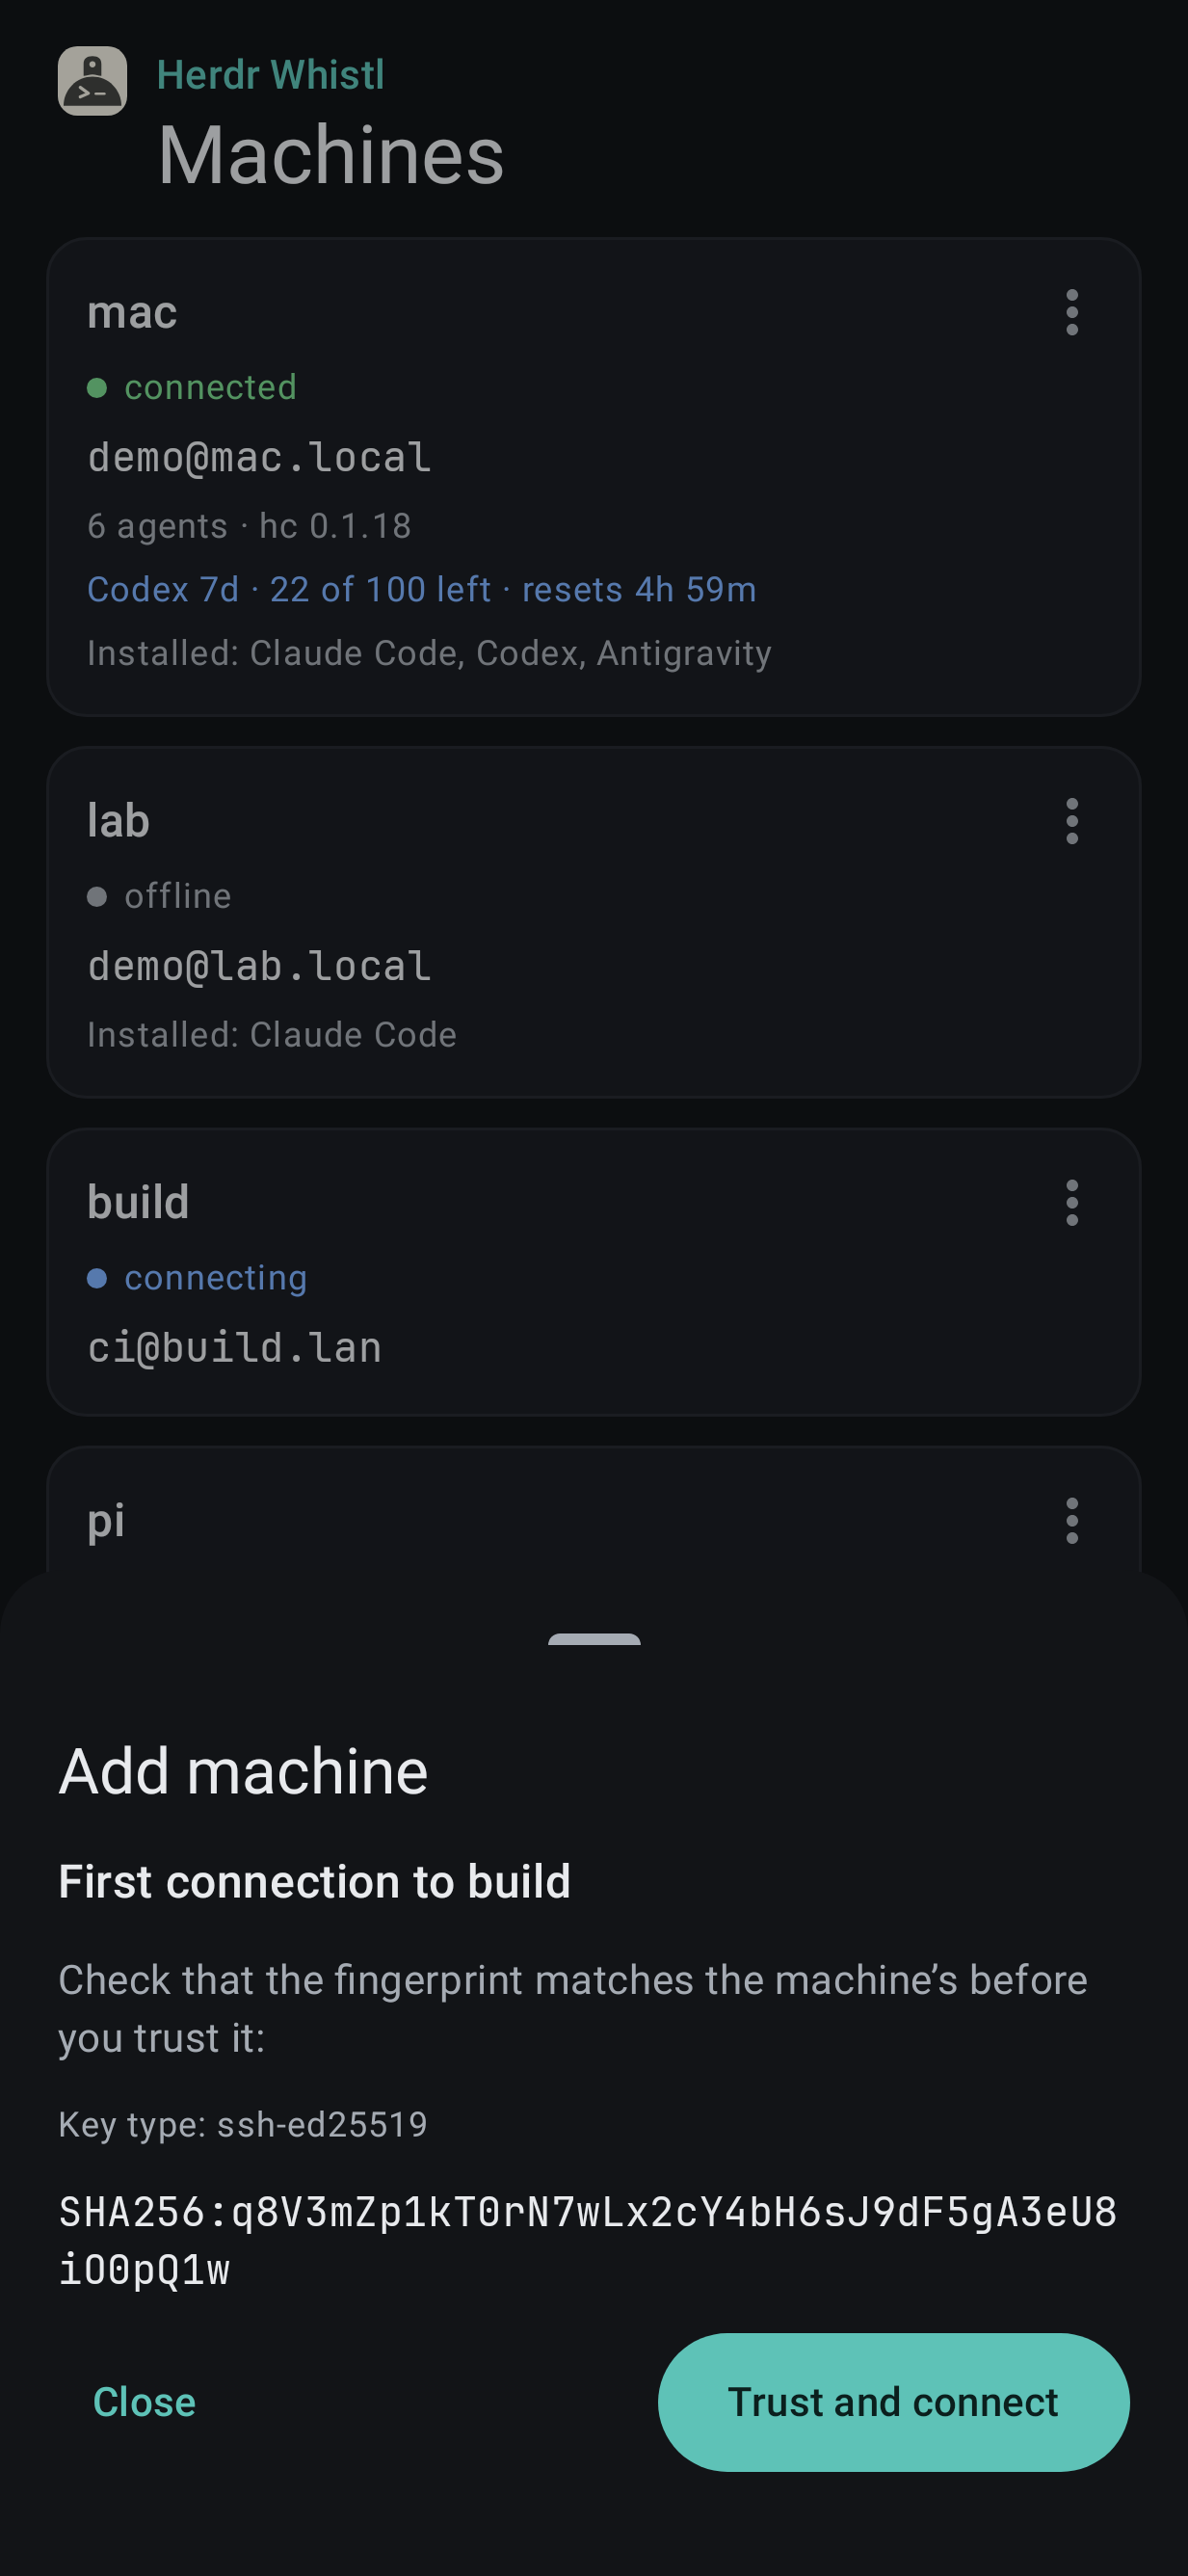 Herdr Whistl
Machines
mac
connected
demo@mac.local
6 agents · hc 0.1.18
Codex 7d · 22 of 100 left · resets 4h 59m
Installed: Claude Code, Codex, Antigravity
lab
offline
demo@lab.local
Installed: Claude Code
build
connecting
ci@build.lan
pi
Add machine
First connection to build
Check that the fingerprint matches the machine’s before
you trust it:
Key type: ssh-ed25519
SHA256:q8V3mZp1kT0rN7wLx2cY4bH6sJ9dF5gA3eU8
iO0pQ1w
Close
Trust and connect